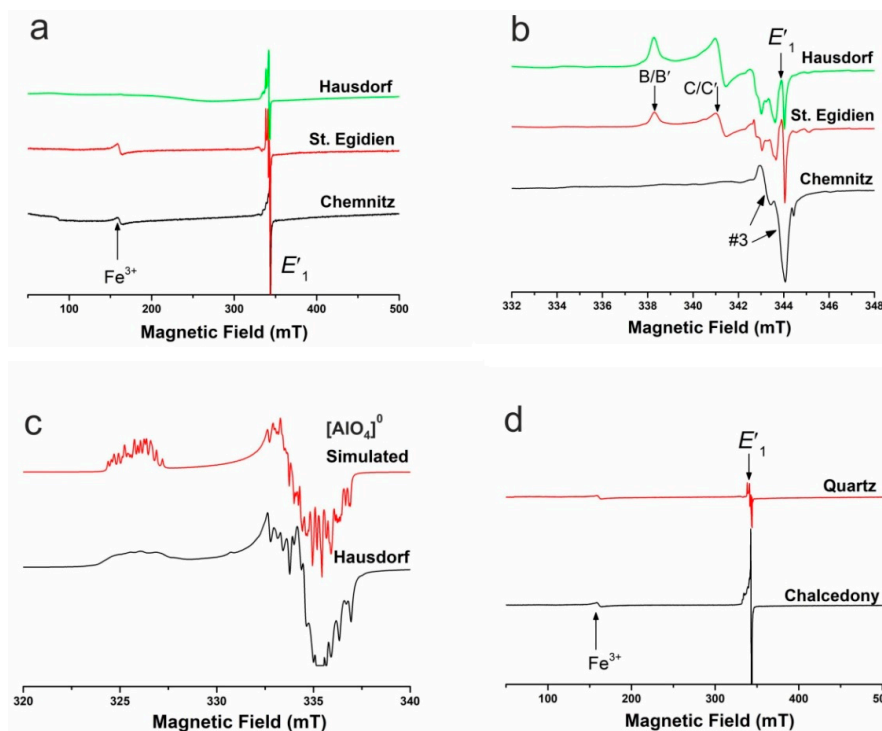 a
Hausdorf
St. Egidien
Chemnitz
Fe3+
E′1
100 200 300 400 500
Magnetic Field (mT)
b
E′1
Hausdorf
B/B′
C/C′
St. Egidien
Chemnitz
#3
332 334 336 338 340 342 344 346 348
Magnetic Field (mT)
c
[AlO4]0
Simulated
Hausdorf
320 325 330 335 340
Magnetic Field (mT)
d
E′1
Quartz
Chalcedony
Fe3+
100 200 300 400 500
Magnetic Field (mT)